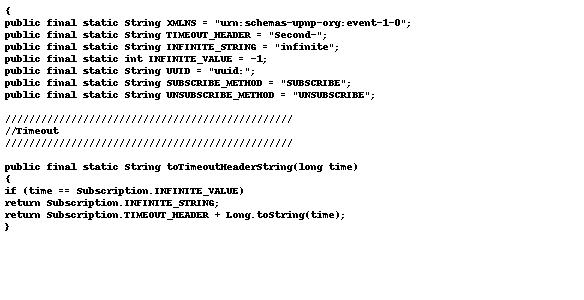 {
public final static String XMLNS = "urn:schemas-upnp-org:event-1-0";
public final static String TIMEOUT_HEADER = "Second-";
public final static String INFINITE_STRING = "infinite";
public final static int INFINITE_VALUE = -1;
public final static String UUID = "uuid:";
public final static String SUBSCRIBE_METHOD = "SUBSCRIBE";
public final static String UNSUBSCRIBE_METHOD = "UNSUBSCRIBE";

////////////////////////////////////////////////
//Timeout
////////////////////////////////////////////////

public final static String toTimeoutHeaderString(long time)
{
if (time == Subscription.INFINITE_VALUE)
return Subscription.INFINITE_STRING;
return Subscription.TIMEOUT_HEADER + Long.toString(time);
}